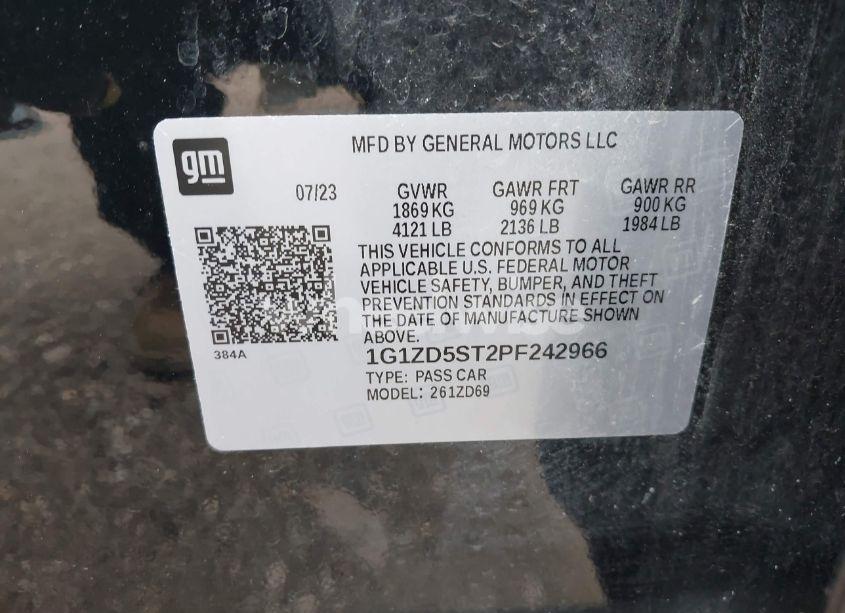 MFD BY GENERAL MOTORS LLC
gm
07/23
GVWR GAWR FRT GAWR RR
1869 KG 969 KG 900 KG
4121 LB 2136 LB 1984 LB
THIS VEHICLE CONFORMS TO ALL
APPLICABLE U.S. FEDERAL MOTOR
VEHICLE SAFETY, BUMPER, AND THEFT
PREVENTION STANDARDS IN EFFECT ON
THE DATE OF MANUFACTURE SHOWN
ABOVE.
384A
1G1ZD5ST2PF242966
TYPE: PASS CAR
MODEL: 261ZD69